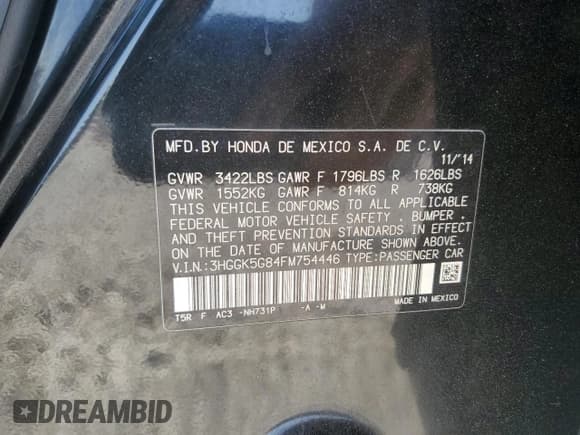 MFD.BY HONDA DE MEXICO S.A. DE C.V.
11/'14
GVWR 3422LBS GAWR F 1796LBS R 1626LBS
GVWR 1552KG GAWR F 814KG R 738KG
THIS VEHICLE CONFORMS TO ALL APPLICABLE
FEDERAL MOTOR VEHICLE SAFETY , BUMPER ,
AND THEFT PREVENTION STANDARDS IN EFFECT
ON THE DATE OF MANUFACTURE SHOWN ABOVE.
V.I.N.:3HGGK5G84FM754446 TYPE:PASSENGER CAR
T5R F AC3 -NH731P -A -M MADE IN MEXICO
DREAMBID